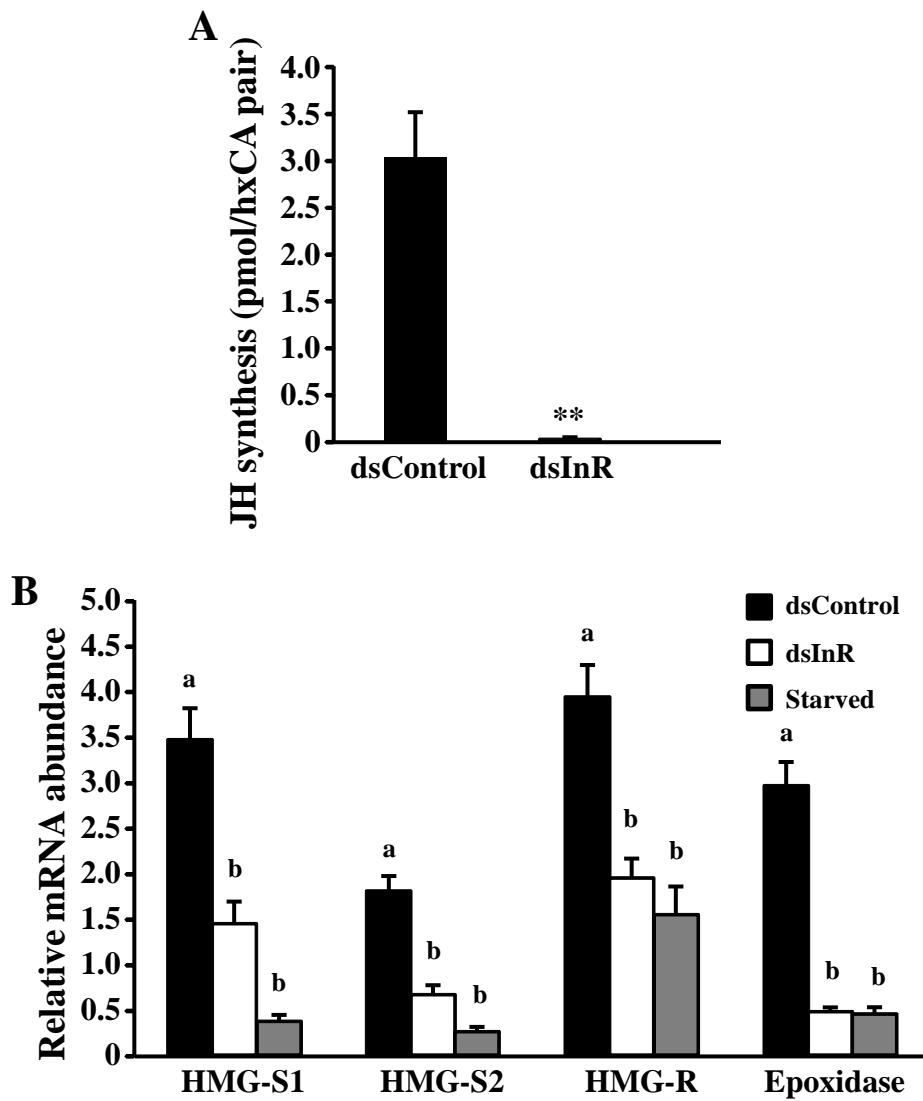 A
JH synthesis (pmol/hxCA pair)
4.0
3.5
3.0
2.5
2.0
1.5
1.0
0.5
0
**
dsControl
dsInR
B
Relative mRNA abundance
5.0
4.5
4.0
3.5
3.0
2.5
2.0
1.5
1.0
0.5
0
dsControl
dsInR
Starved
a
b
b
a
b
b
a
b
b
a
b
b
HMG-S1
HMG-S2
HMG-R
Epoxidase